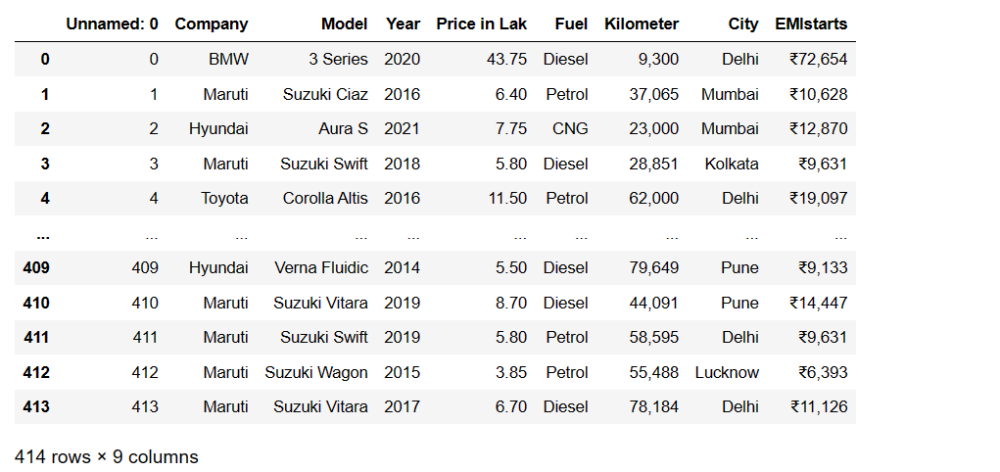 Unnamed: 0 Company Model Year Price in Lak Fuel Kilometer City EMIstarts
0 0 BMW 3 Series 2020 43.75 Diesel 9,300 Delhi ₹72,654
1 1 Maruti Suzuki Ciaz 2016 6.40 Petrol 37,065 Mumbai ₹10,628
2 2 Hyundai Aura S 2021 7.75 CNG 23,000 Mumbai ₹12,870
3 3 Maruti Suzuki Swift 2018 5.80 Diesel 28,851 Kolkata ₹9,631
4 4 Toyota Corolla Altis 2016 11.50 Petrol 62,000 Delhi ₹19,097
... ... ... ... ... ... ... ... ... ...
409 409 Hyundai Verna Fluidic 2014 5.50 Diesel 79,649 Pune ₹9,133
410 410 Maruti Suzuki Vitara 2019 8.70 Diesel 44,091 Pune ₹14,447
411 411 Maruti Suzuki Swift 2019 5.80 Petrol 58,595 Delhi ₹9,631
412 412 Maruti Suzuki Wagon 2015 3.85 Petrol 55,488 Lucknow ₹6,393
413 413 Maruti Suzuki Vitara 2017 6.70 Diesel 78,184 Delhi ₹11,126
414 rows × 9 columns